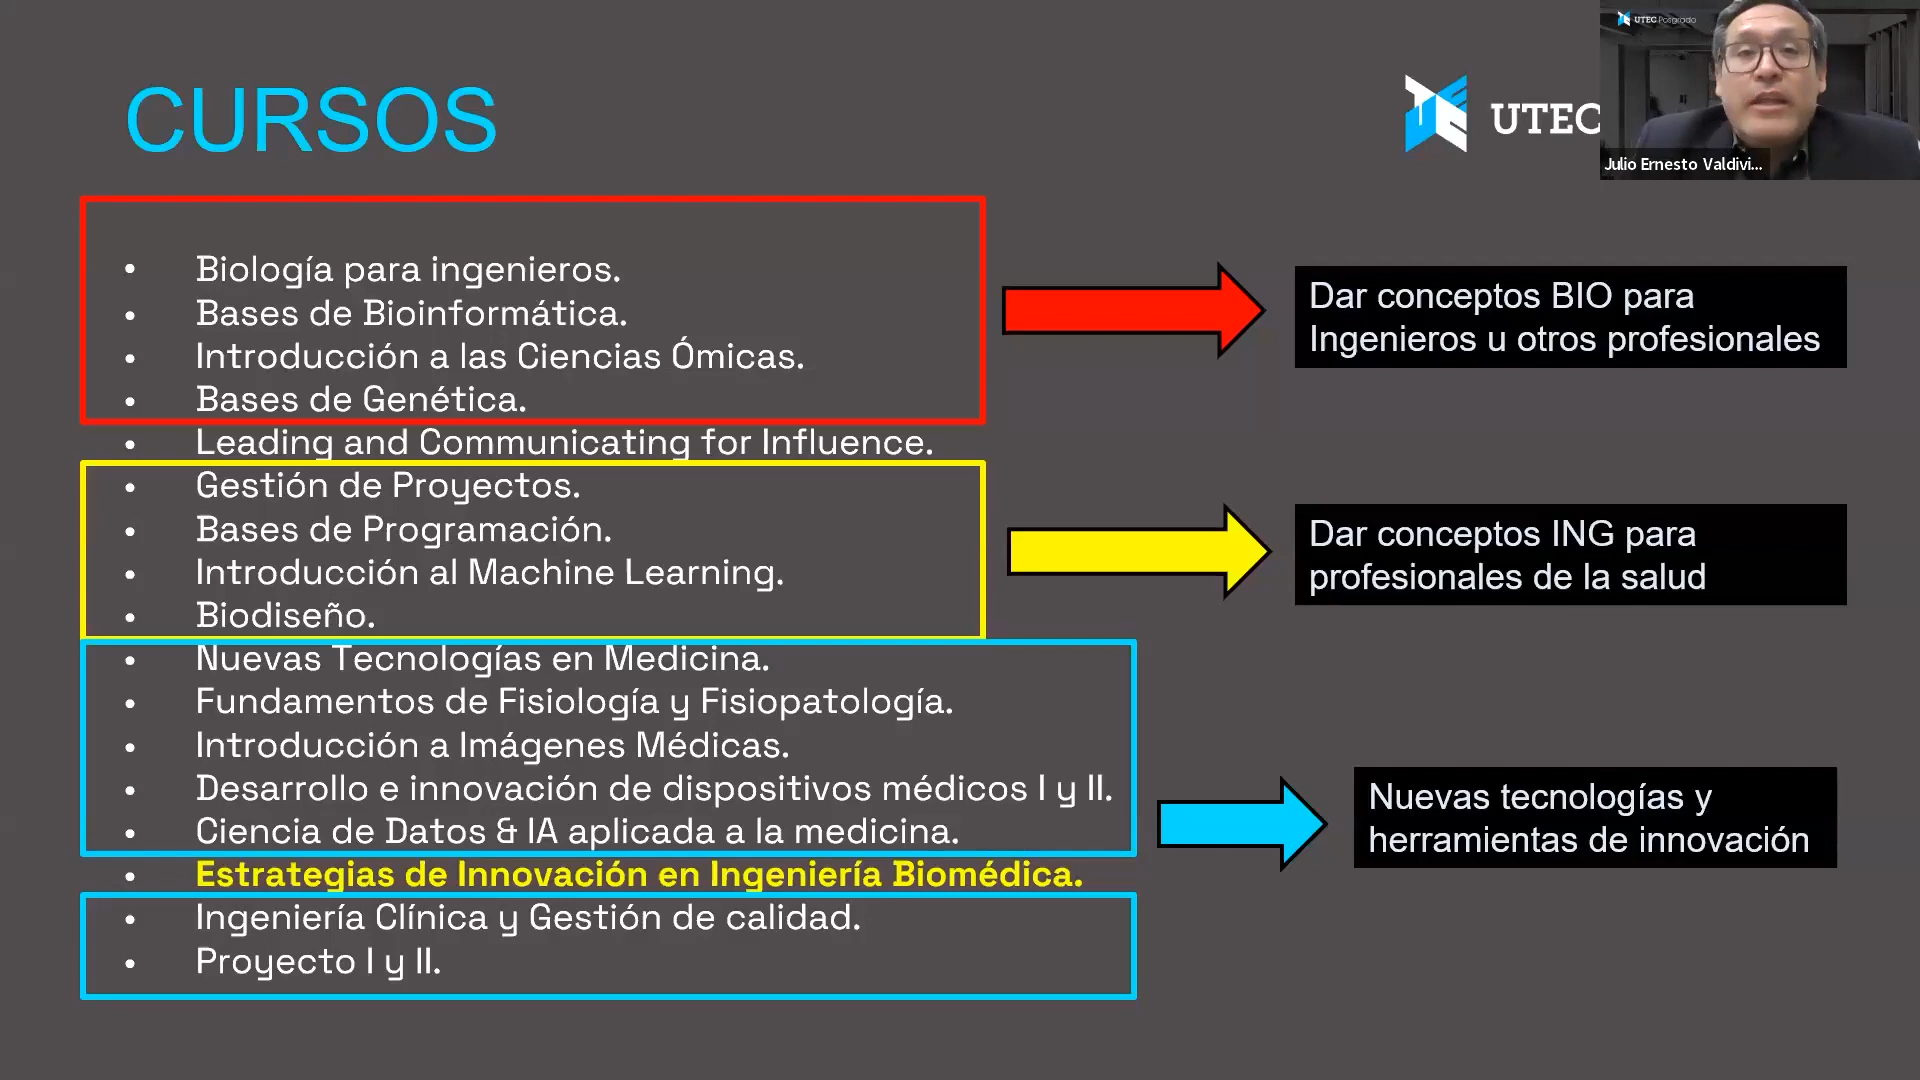 CURSOS
UTEC
UTEC Posgrado
Julio Ernesto Valdivi...
• Biología para ingenieros.
• Bases de Bioinformática.
• Introducción a las Ciencias Ómicas.
• Bases de Genética.
• Leading and Communicating for Influence.
• Gestión de Proyectos.
• Bases de Programación.
• Introducción al Machine Learning.
• Biodiseño.
• Nuevas Tecnologías en Medicina.
• Fundamentos de Fisiología y Fisiopatología.
• Introducción a Imágenes Médicas.
• Desarrollo e innovación de dispositivos médicos I y II.
• Ciencia de Datos & IA aplicada a la medicina.
• Estrategias de Innovación en Ingeniería Biomédica.
• Ingeniería Clínica y Gestión de calidad.
• Proyecto I y II.
Dar conceptos BIO para
Ingenieros u otros profesionales
Dar conceptos ING para
profesionales de la salud
Nuevas tecnologías y
herramientas de innovación